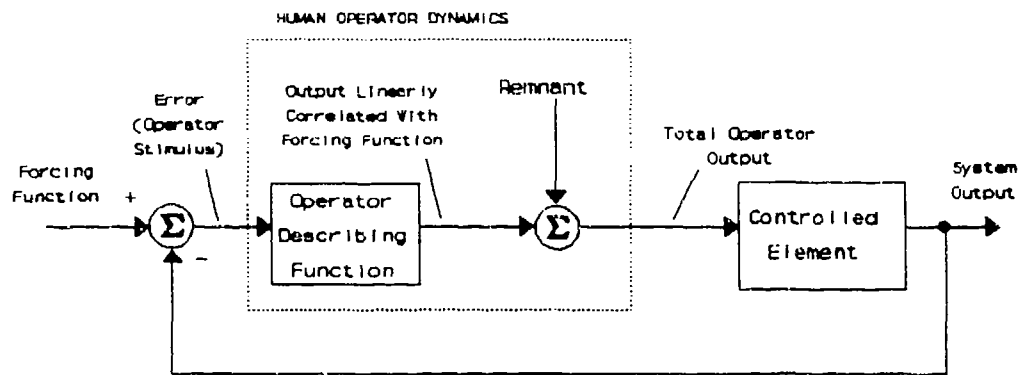 HUMAN OPERATOR DYNAMICS
Error
(Operator
Stimulus)
Output Linearly
Correlated With
Forcing Function
Remnant
Total Operator
Output
System
Output
Forcing
Function
+
Σ
-
Operator
Describing
Function
Σ
Controlled
Element